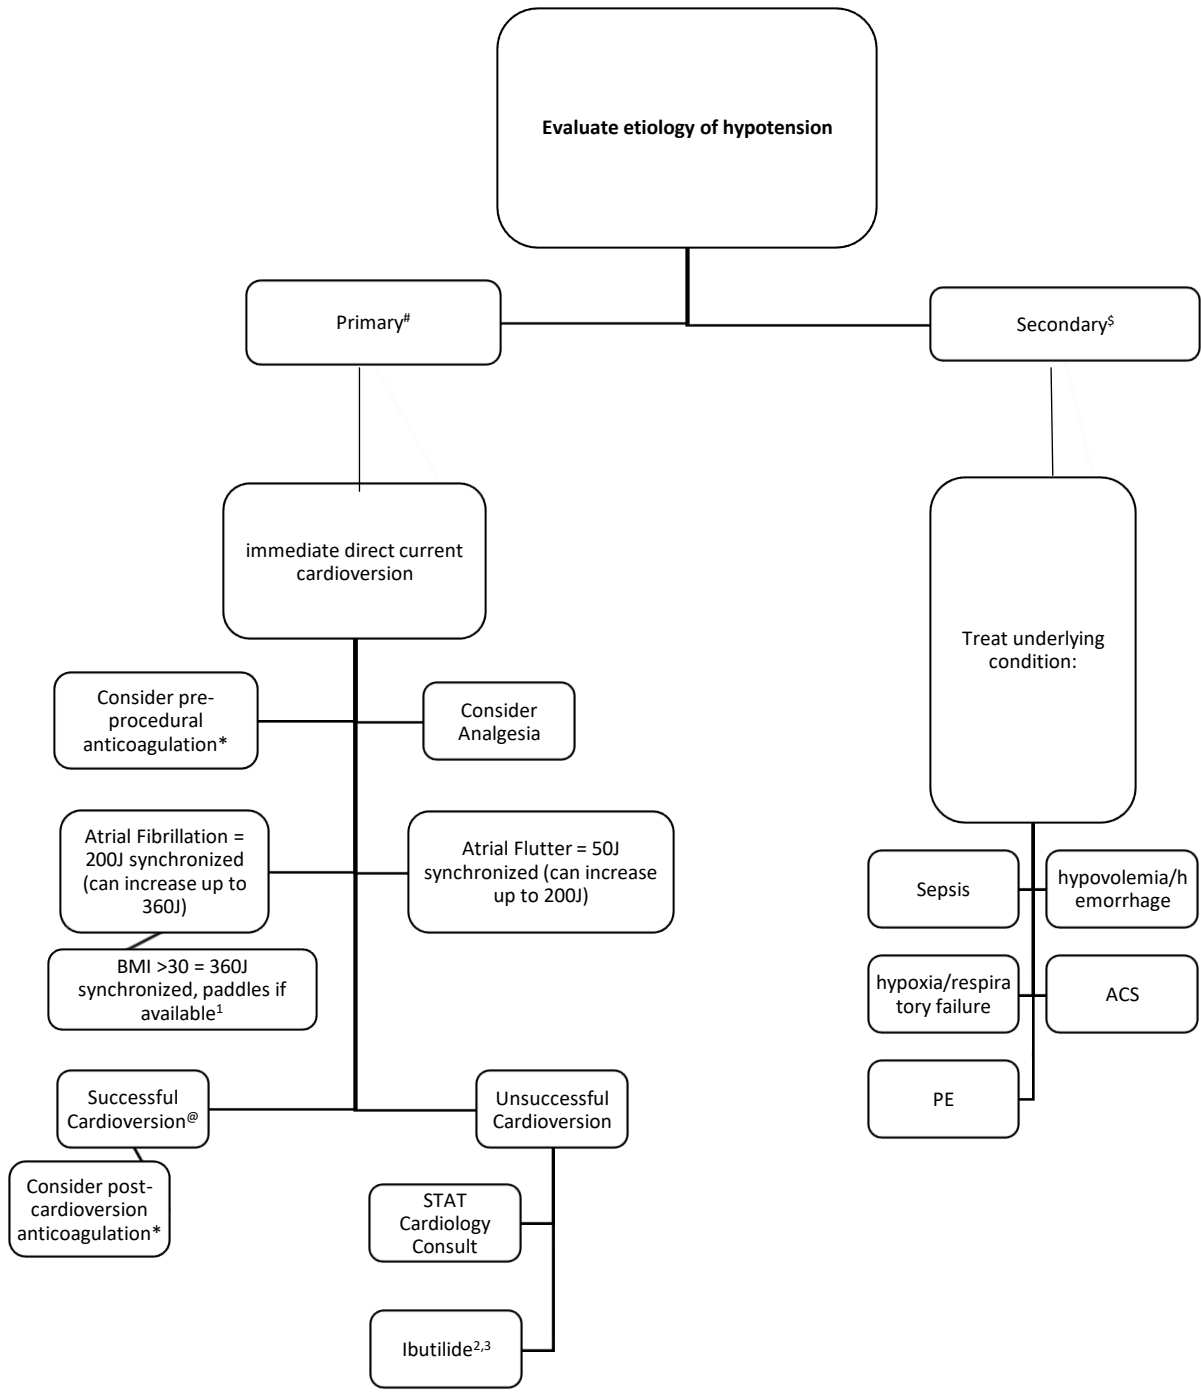 Evaluate etiology of hypotension
Primary#
Secondary$
immediate direct current
cardioversion
Treat underlying
condition:
Consider pre-
procedural
anticoagulation*
Consider
Analgesia
Atrial Fibrillation =
200J synchronized
(can increase up to
360J)
Atrial Flutter = 50J
synchronized (can increase
up to 200J)
BMI >30 = 360J
synchronized, paddles if
available1
Sepsis
hypovolemia/h
emorrhage
hypoxia/respira
tory failure
ACS
PE
Successful
Cardioversion@
Unsuccessful
Cardioversion
Consider post-
cardioversion
anticoagulation*
STAT
Cardiology
Consult
Ibutilide2,3